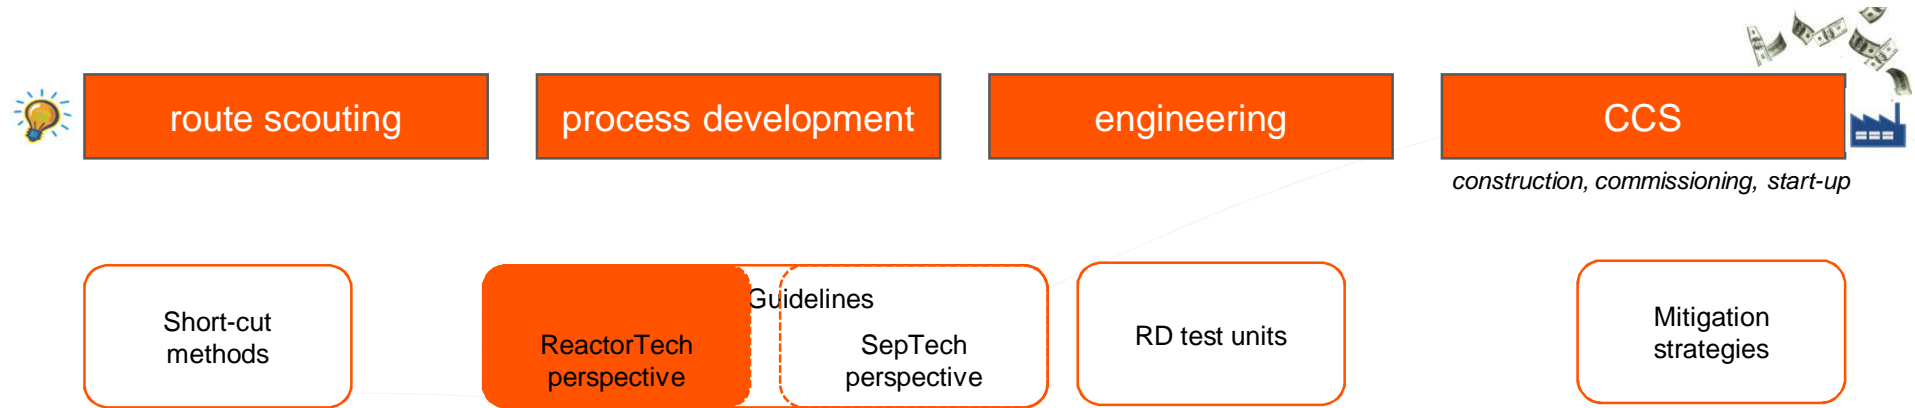 route scouting
process development
engineering
CCS
construction, commissioning, start-up
Short-cut
methods
Guidelines
ReactorTech
perspective
SepTech
perspective
RD test units
Mitigation
strategies